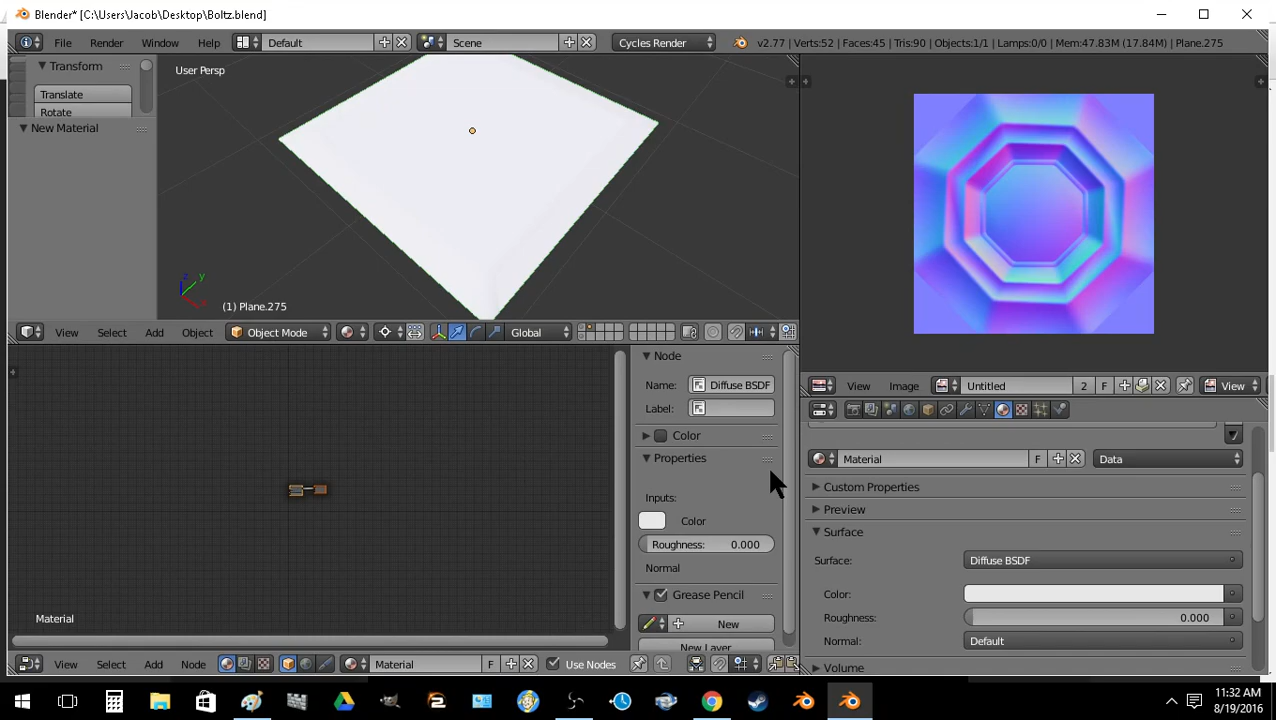 Blender* [C:\Users\Jacob\Desktop\Boltz.blend]
File Render Window Help Default Scene Cycles Render v2.77 | Verts:52 | Faces:45 | Tris:90 | Objects:1/1 | Lamps:0/0 | Mem:47.83M (17.84M) | Plane.275
Transform
Translate
Rotate
New Material
User Persp
(1) Plane.275
View Select Add Object Object Mode Global
Node
Name: Diffuse BSDF
Label:
Color
Properties
Inputs:
Color
Roughness: 0.000
Normal
Grease Pencil
New
New Layer
Material
View Select Add Node Material F Use Nodes
View Image Untitled 2 F View
Material F Data
Custom Properties
Preview
Surface
Surface: Diffuse BSDF
Color:
Roughness: 0.000
Normal: Default
Volume
11:32 AM
8/19/2016